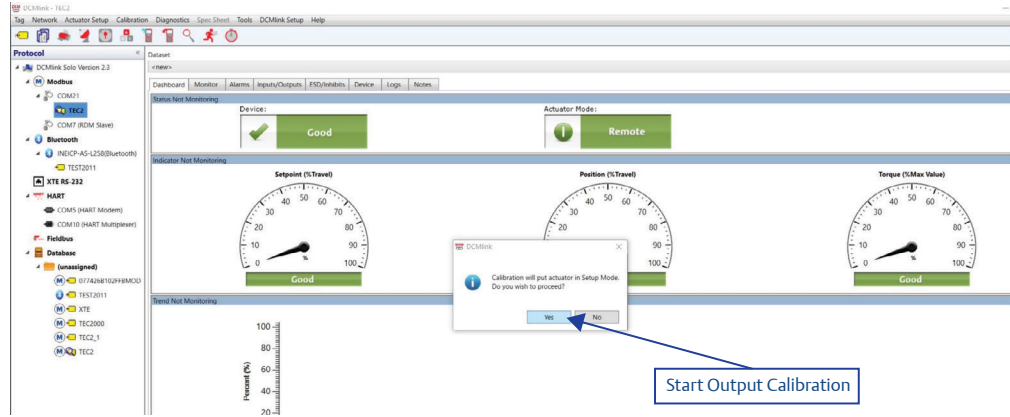 DCMlink - TEC2
Tag Network Actuator Setup Calibration Diagnostics Spec Sheet Tools DCMlink Setup Help
Protocol
Dataset
<new>
DCMlink Solo Version 2.3
Modbus
COM21
TEC2
COM7 (RDM Slave)
Bluetooth
INEICP-AS-L250(Bluetooth)
TEST2011
XTE RS-232
HART
COM5 (HART Modem)
COM10 (HART Multiplexer)
Fieldbus
Database
(unassigned)
077426B102FFBMOD
TEST2011
XTE
TEC2000
TEC2_1
TEC2
Dashboard Monitor Alarms Inputs/Outputs ESD/Inhibits Device Logs Notes
Status Not Monitoring
Device: Actuator Mode:
Good Remote
Indicator Not Monitoring
Setpoint (%Travel) Position (%Travel) Torque (%Max Value)
0 10 20 30 40 50 60 70 80 90 100
%
Good
20 30 40 50 60 70 80 90 100
0 10 20 30 40 50 60 70 80 90 100
%
Good
DCMlink
Calibration will put actuator in Setup Mode.
Do you wish to proceed?
Yes No
Start Output Calibration
Trend Not Monitoring
100
80
60
40
20
Percent (%)